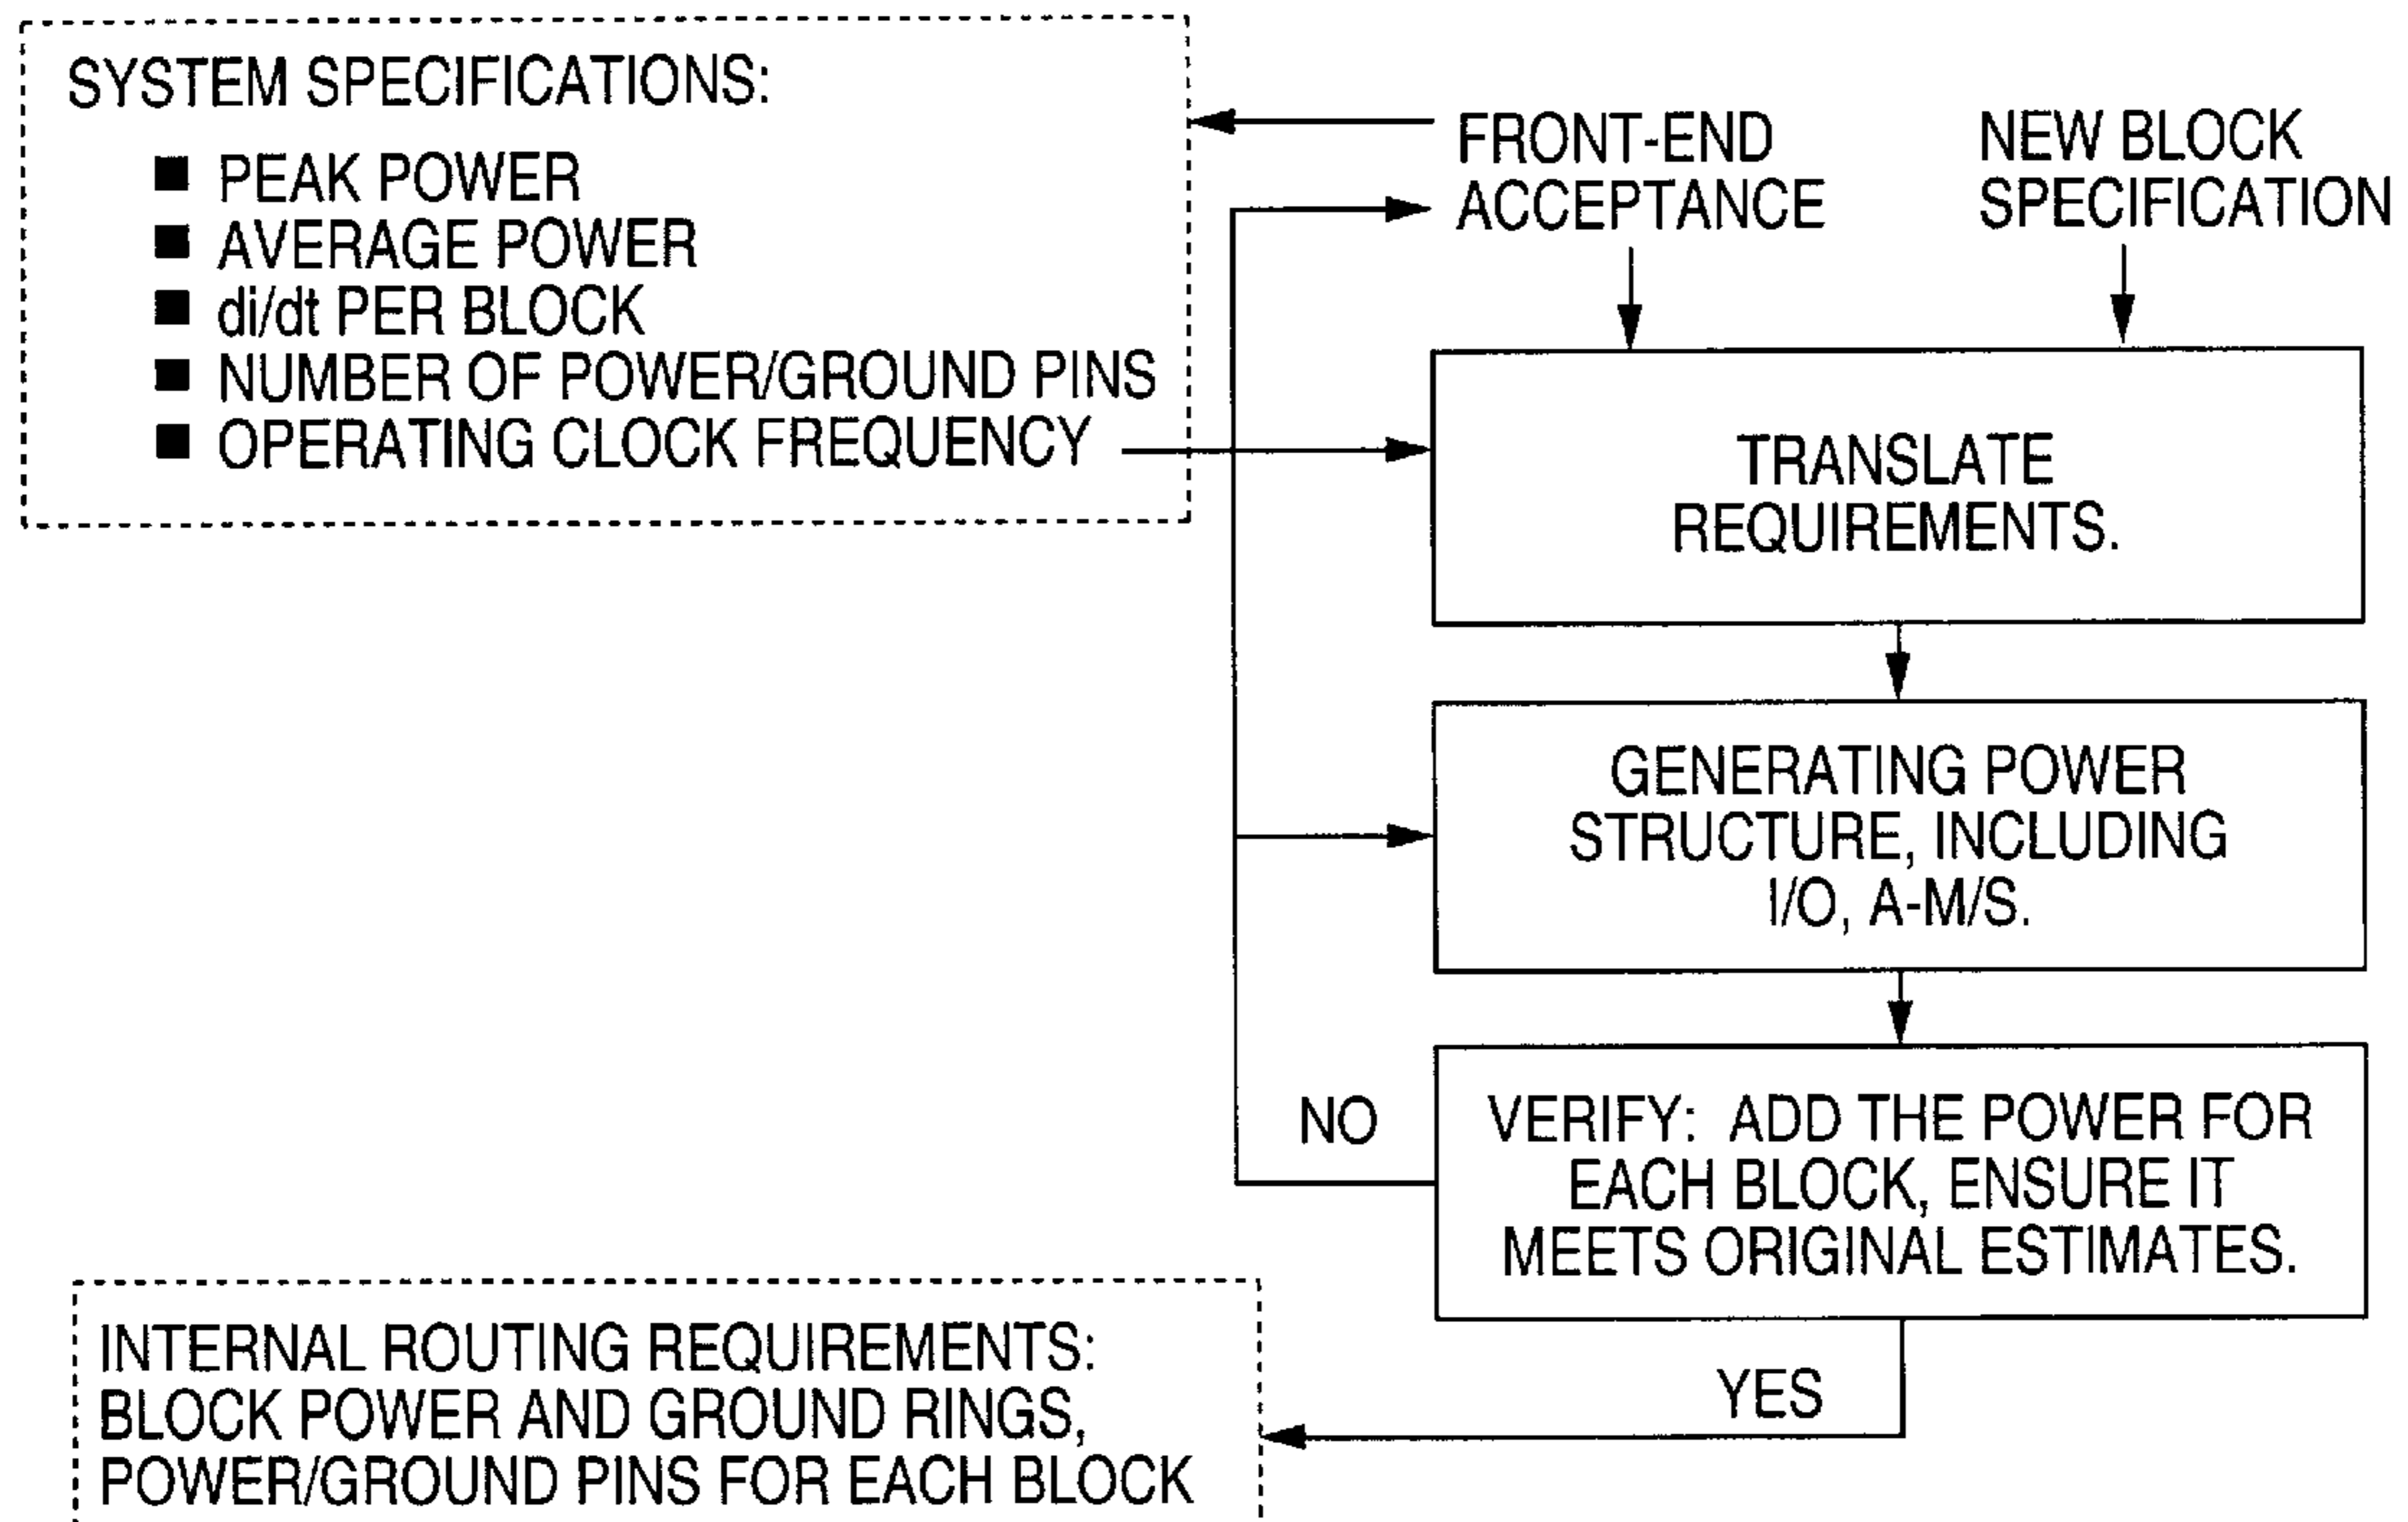 SYSTEM SPECIFICATIONS:
■ PEAK POWER
■ AVERAGE POWER
■ di/dt PER BLOCK
■ NUMBER OF POWER/GROUND PINS
■ OPERATING CLOCK FREQUENCY
FRONT-END
ACCEPTANCE
NEW BLOCK
SPECIFICATION
TRANSLATE
REQUIREMENTS.
GENERATING POWER
STRUCTURE, INCLUDING
I/O, A-M/S.
NO
VERIFY: ADD THE POWER FOR
EACH BLOCK, ENSURE IT
MEETS ORIGINAL ESTIMATES.
YES
INTERNAL ROUTING REQUIREMENTS:
BLOCK POWER AND GROUND RINGS,
POWER/GROUND PINS FOR EACH BLOCK